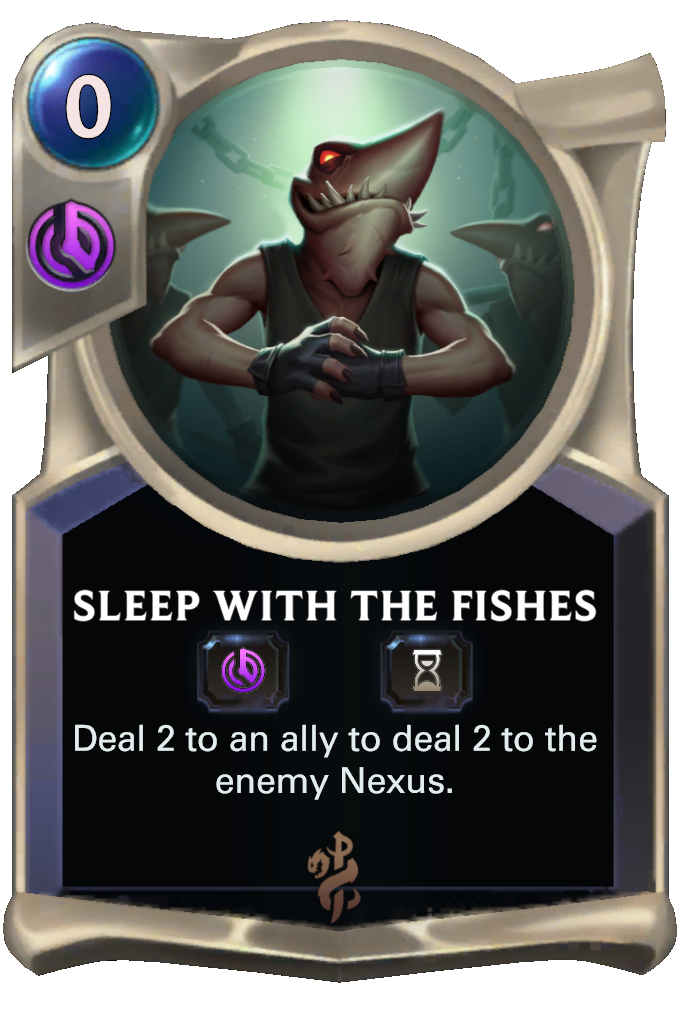 0
SLEEP WITH THE FISHES
Deal 2 to an ally to deal 2 to the
enemy Nexus.